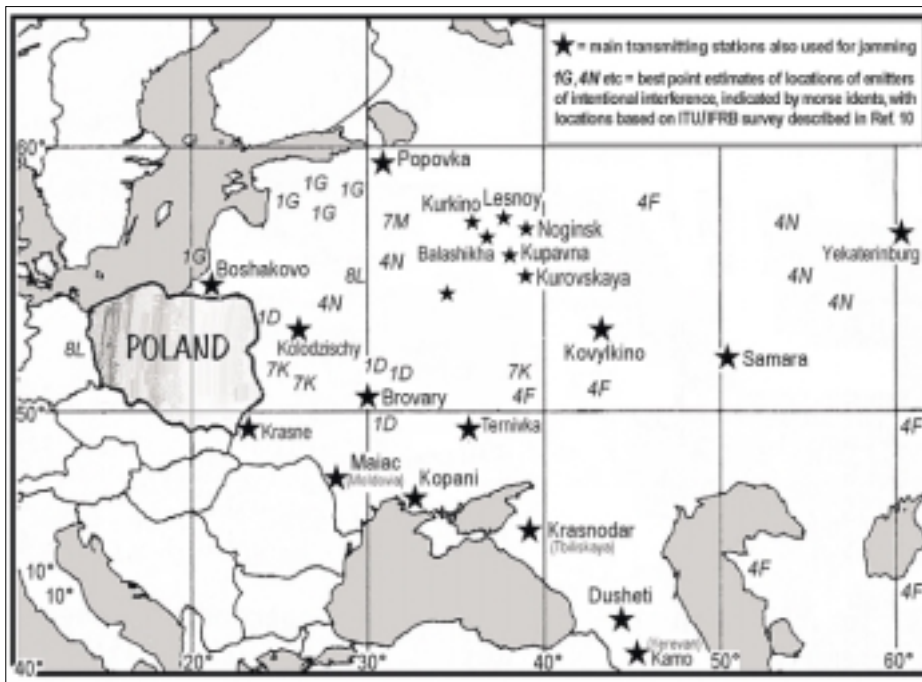 ★ = main transmitting stations also used for jamming
1G, 4N etc = best point estimates of locations of emitters
of intentional interference, indicated by morse idents, with
locations based on ITU/IFRB survey described in Ref. 10
60°
Popovka
1G
1G
1G
1G
Kurkino
Lesnoy
4F
7M
Noginsk
4N
Balashikha
Kupavna
Yekaterinburg
1G
4N
Boshakovo
8L
Kurovskaya
4N
4N
4N
1D
POLAND
Kolodzischy
Kovylkino
8L
Samara
1D
1D
7K
7K
7K
4F
4F
Brovary
50°
1D
Krasne
Ternivka
4F
Maiac
(Moldovia)
Kopani
Krasnodar
(Tbiliskaya)
10°
4F
10°
4F
Dusheti
(Yerevan)
Kamo
40°
20°
30°
40°
50°
60°